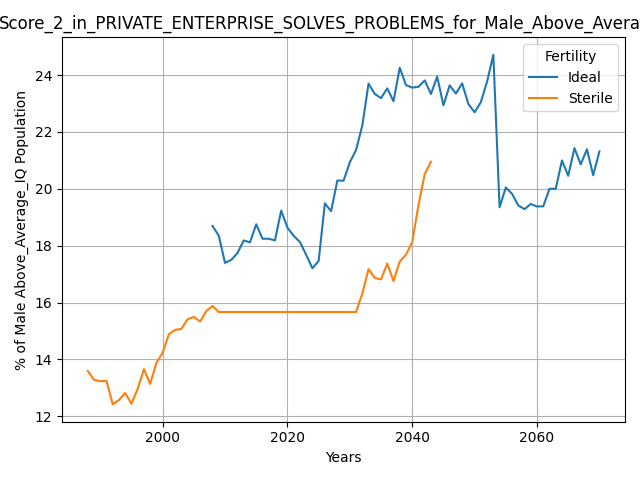 Score_2_in_PRIVATE_ENTERPRISE_SOLVES_PROBLEMS_for_Male_Above_Avera
% of Male Above_Average_IQ Population
24
22
20
18
16
14
12
Fertility
Ideal
Sterile
2000 2020 2040 2060
Years